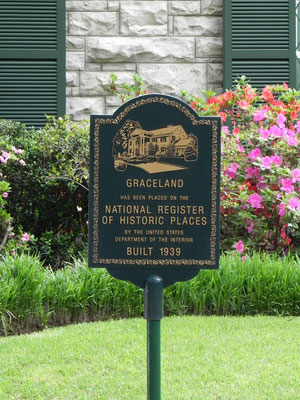 GRACELAND
HAS BEEN PLACED ON THE
NATIONAL REGISTER
OF HISTORIC PLACES
BY THE UNITED STATES
DEPARTMENT OF THE INTERIOR
BUILT 1939